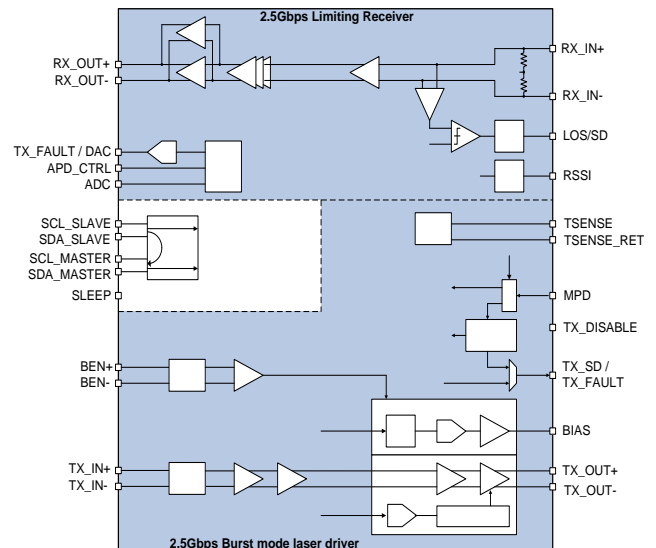 2.5Gbps Limiting Receiver
RX_OUT+
RX_OUT-
RX_IN+
RX_IN-
LOS/SD
TX_FAULT / DAC
APD_CTRL
ADC
RSSI
SCL_SLAVE
SDA_SLAVE
SCL_MASTER
SDA_MASTER
SLEEP
TSENSE
TSENSE_RET
MPD
TX_DISABLE
TX_SD /
TX_FAULT
BEN+
BEN-
BIAS
TX_IN+
TX_IN-
TX_OUT+
TX_OUT-
2.5Gbps Burst mode laser driver